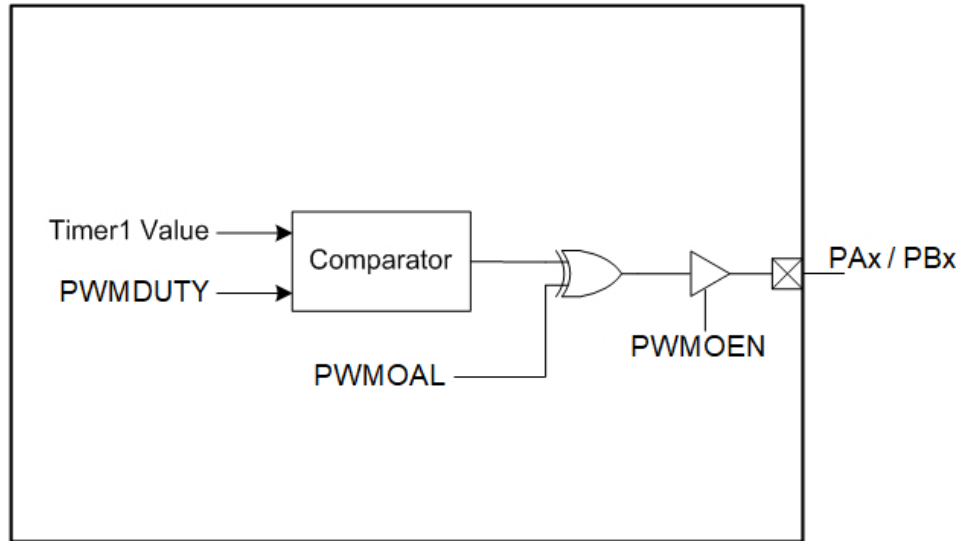 Timer1 Value
PWMDUTY
Comparator
PWMOAL
PWMOEN
PAx / PBx